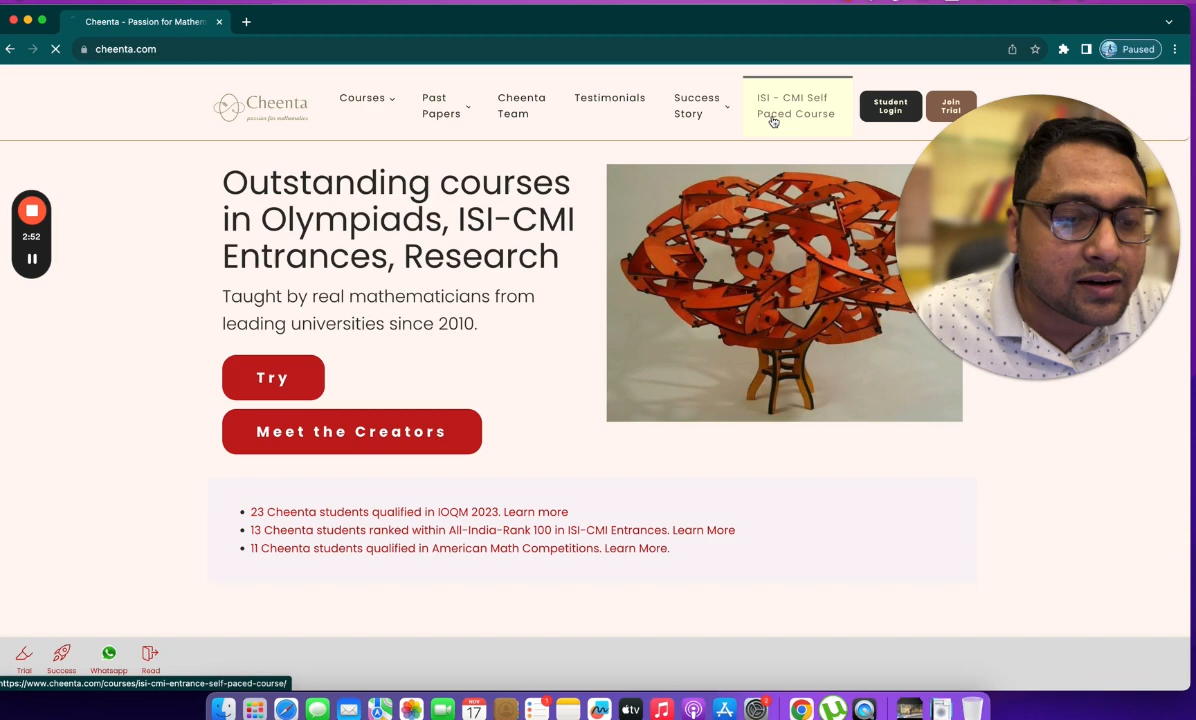 Cheenta - Passion for Mathem
cheenta.com
Paused
Cheenta
passion for mathematics
Courses
Past
Papers
Cheenta
Team
Testimonials
Success
Story
ISI - CMI Self
Paced Course
Student
Login
Join
Trial
Outstanding courses
in Olympiads, ISI-CMI
Entrances, Research
Taught by real mathematicians from
leading universities since 2010.
Try
Meet the Creators
2:52
23 Cheenta students qualified in IOQM 2023. Learn more
13 Cheenta students ranked within All-India-Rank 100 in ISI-CMI Entrances. Learn More
11 Cheenta students qualified in American Math Competitions. Learn More.
Trial
Success
Whatsapp
Read
https://www.cheenta.com/courses/isi-cmi-entrance-self-paced-course/
NOV
17
tv